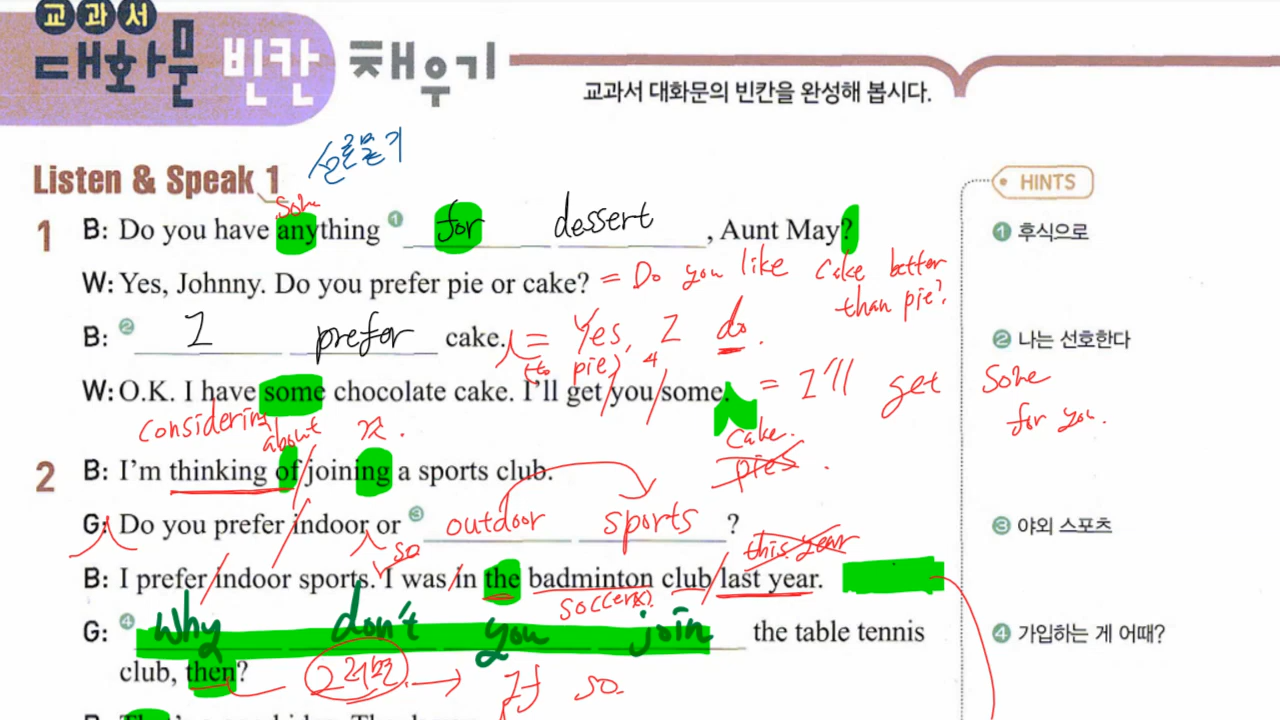 교과서
대화문 빈칸 채우기
교과서 대화문의 빈칸을 완성해 봅시다.
선호묻기
Listen & Speak 1
HINTS
some
1 B: Do you have anything ① for dessert, Aunt May?
① 후식으로
W: Yes, Johnny. Do you prefer pie or cake? = Do you like cake better
than pie?
B: ② I prefer cake. = Yes, I do.
② 나는 선호한다
(to pie) 4
W: O.K. I have some chocolate cake. I'll get you some. = I'll get some
for you.
considering
about X.
cake.
pies.
2 B: I'm thinking of joining a sports club.
G: Do you prefer indoor or ③ outdoor sports?
③ 야외 스포츠
so
this year
B: I prefer indoor sports. I was in the badminton club last year.
soccer(x)
G: ④ Why don't you join the table tennis
④ 가입하는 게 어때?
club, then? 그러면 → If so